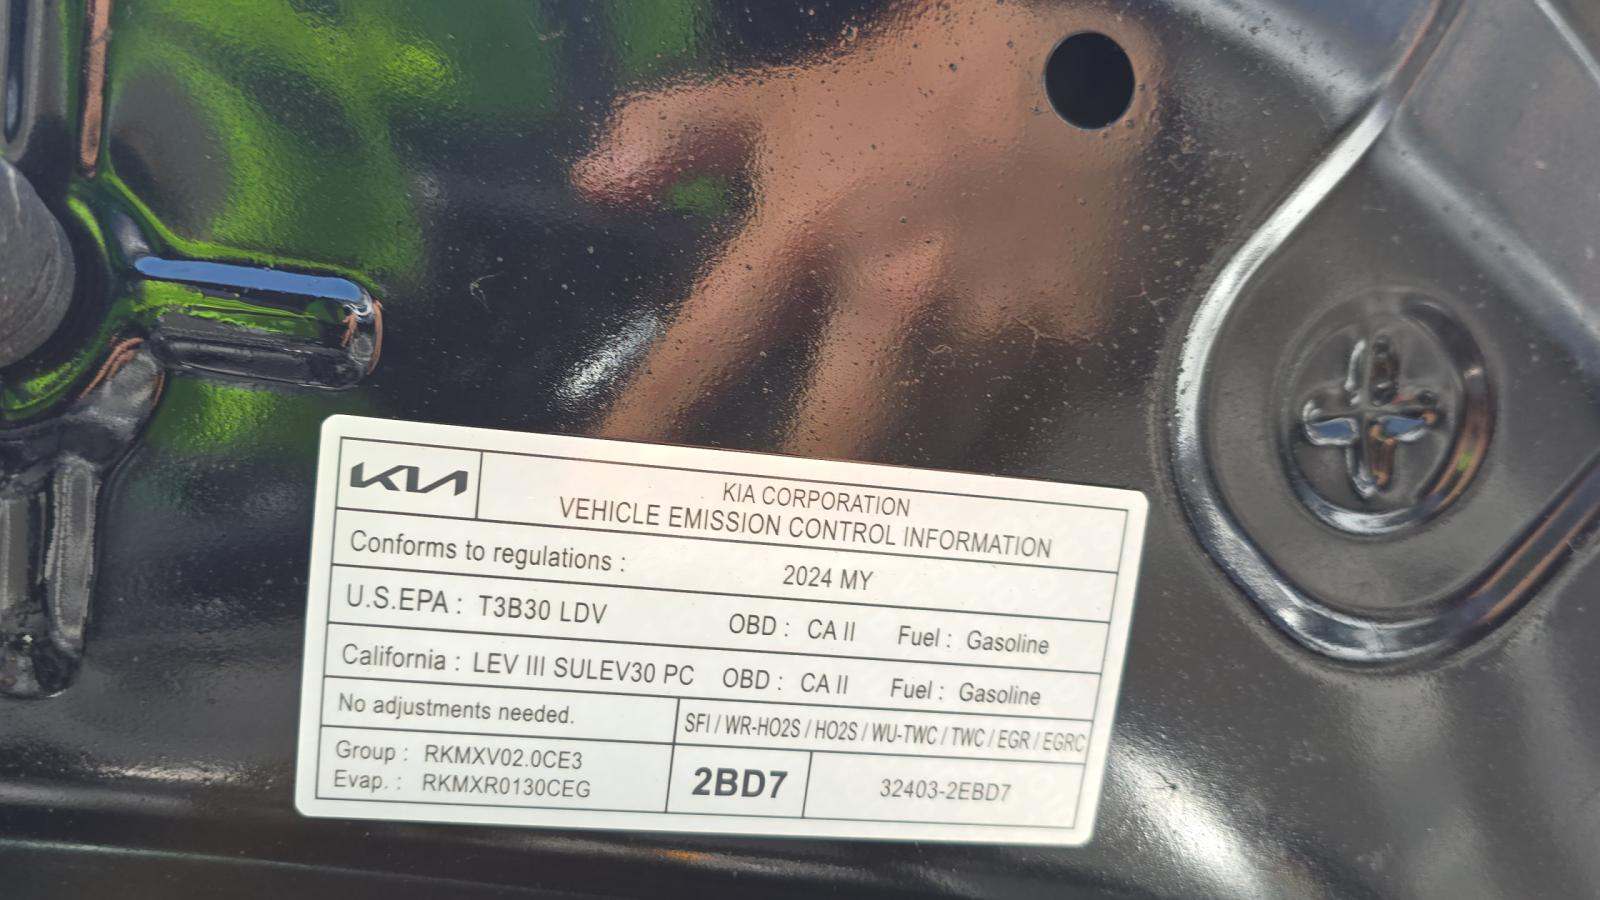 KIA
KIA CORPORATION
VEHICLE EMISSION CONTROL INFORMATION
Conforms to regulations : 2024 MY
U.S.EPA : T3B30 LDV OBD : CA II Fuel : Gasoline
California : LEV III SULEV30 PC OBD : CA II Fuel : Gasoline
No adjustments needed. SFI / WR-HO2S / HO2S / WU-TWC / TWC / EGR / EGRC
Group : RKMXV02.0CE3
Evap. : RKMXR0130CEG
2BD7
32403-2EBD7